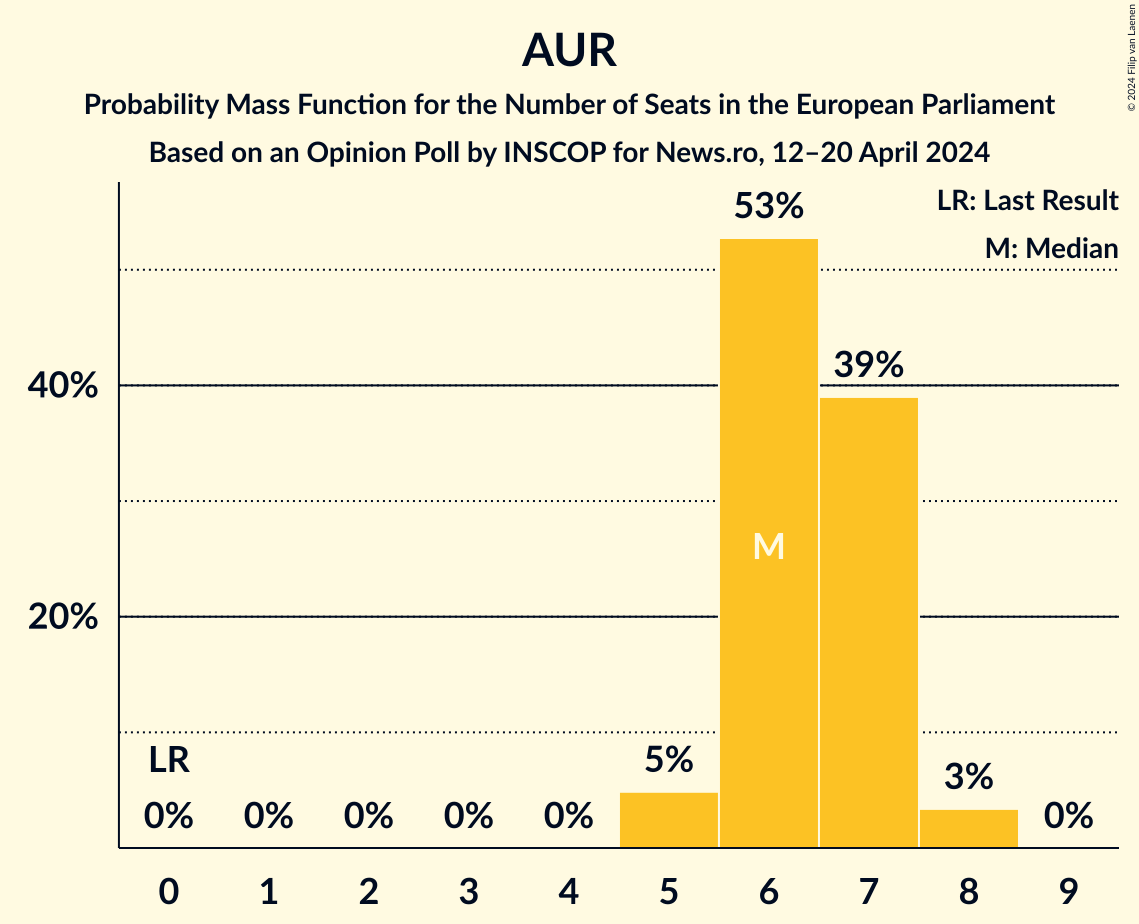 AUR
Probability Mass Function for the Number of Seats in the European Parliament
Based on an Opinion Poll by INSCOP for News.ro, 12–20 April 2024
© 2024 Filip van Laenen
LR: Last Result
M: Median
53%
39%
40%
M
20%
LR
5%
3%
0% 0% 0% 0% 0% 0%
0 1 2 3 4 5 6 7 8 9